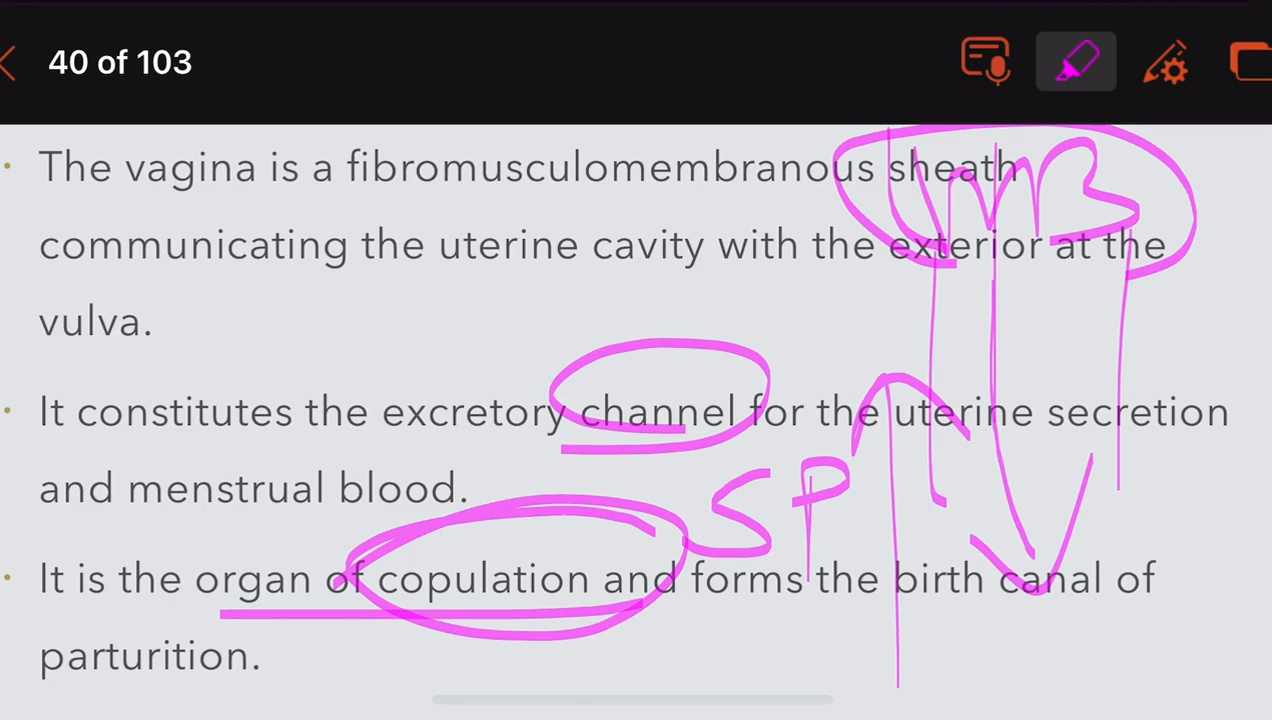 40 of 103
• The vagina is a fibromusculomembranous sheath
communicating the uterine cavity with the exterior at the
vulva.
• It constitutes the excretory channel for the uterine secretion
and menstrual blood.
SP
• It is the organ of copulation and forms the birth canal of
parturition.